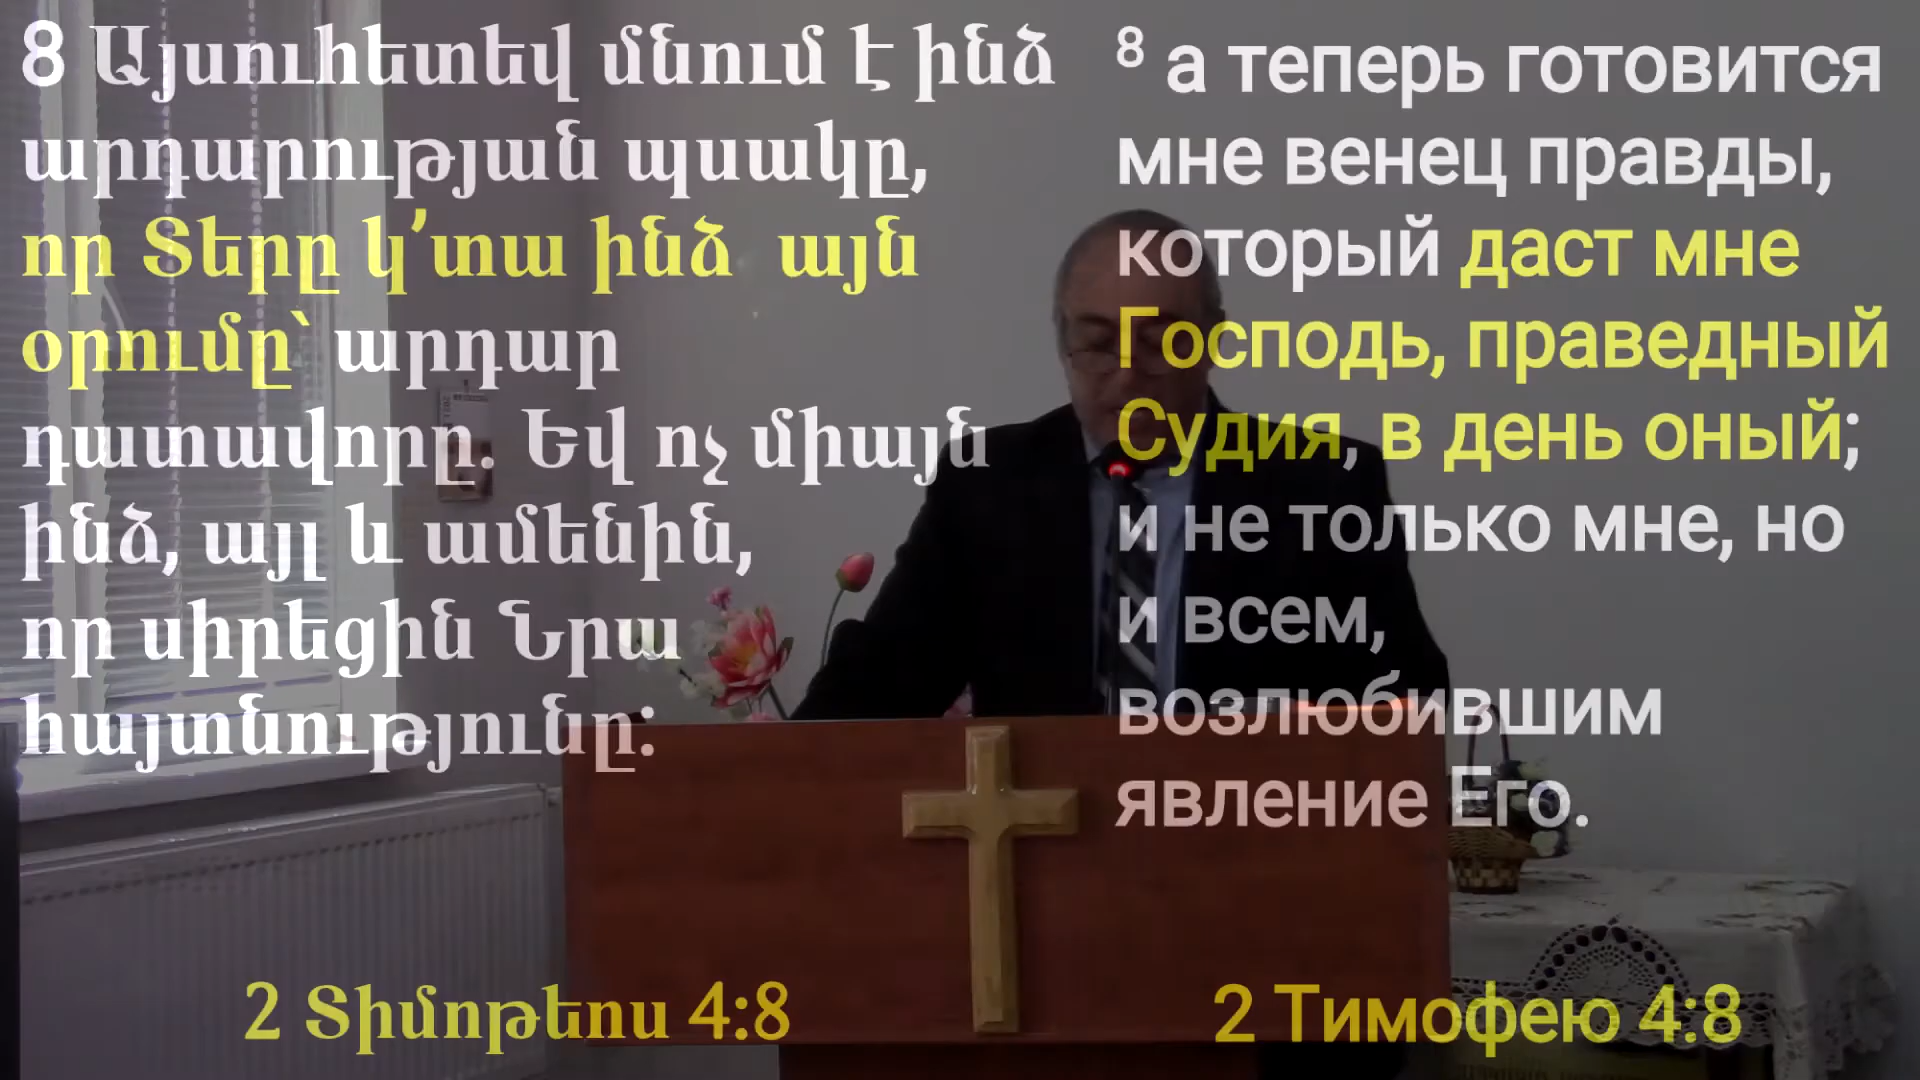 8 Այսուհետեվ մնում է ինձ
արդարության պսակը,
որ Տերը կ՛տա ինձ այն
օրումը՝ արդար
դատավորը. Եվ ոչ միայն
ինձ, այլ և ամենին,
որ սիրեցին Նրա
հայտնությունը:
2 Տիմոթեոս 4:8
8 а теперь готовится
мне венец правды,
который даст мне
Господь, праведный
Судия, в день оный;
и не только мне, но
и всем,
возлюбившим
явление Его.
2 Тимофею 4:8